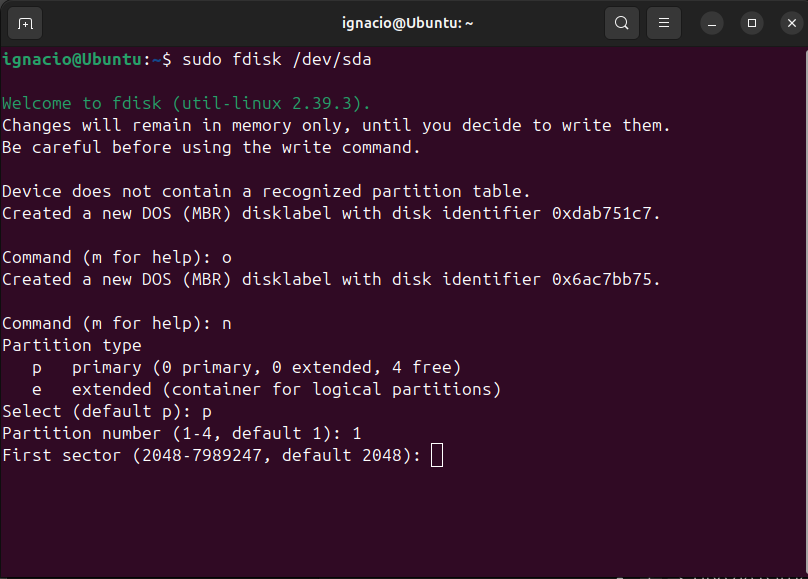 ignacio@Ubuntu: ~
ignacio@Ubuntu:~$ sudo fdisk /dev/sda
Welcome to fdisk (util-linux 2.39.3).
Changes will remain in memory only, until you decide to write them.
Be careful before using the write command.
Device does not contain a recognized partition table.
Created a new DOS (MBR) disklabel with disk identifier 0xdab751c7.
Command (m for help): o
Created a new DOS (MBR) disklabel with disk identifier 0x6ac7bb75.
Command (m for help): n
Partition type
   p   primary (0 primary, 0 extended, 4 free)
   e   extended (container for logical partitions)
Select (default p): p
Partition number (1-4, default 1): 1
First sector (2048-7989247, default 2048):